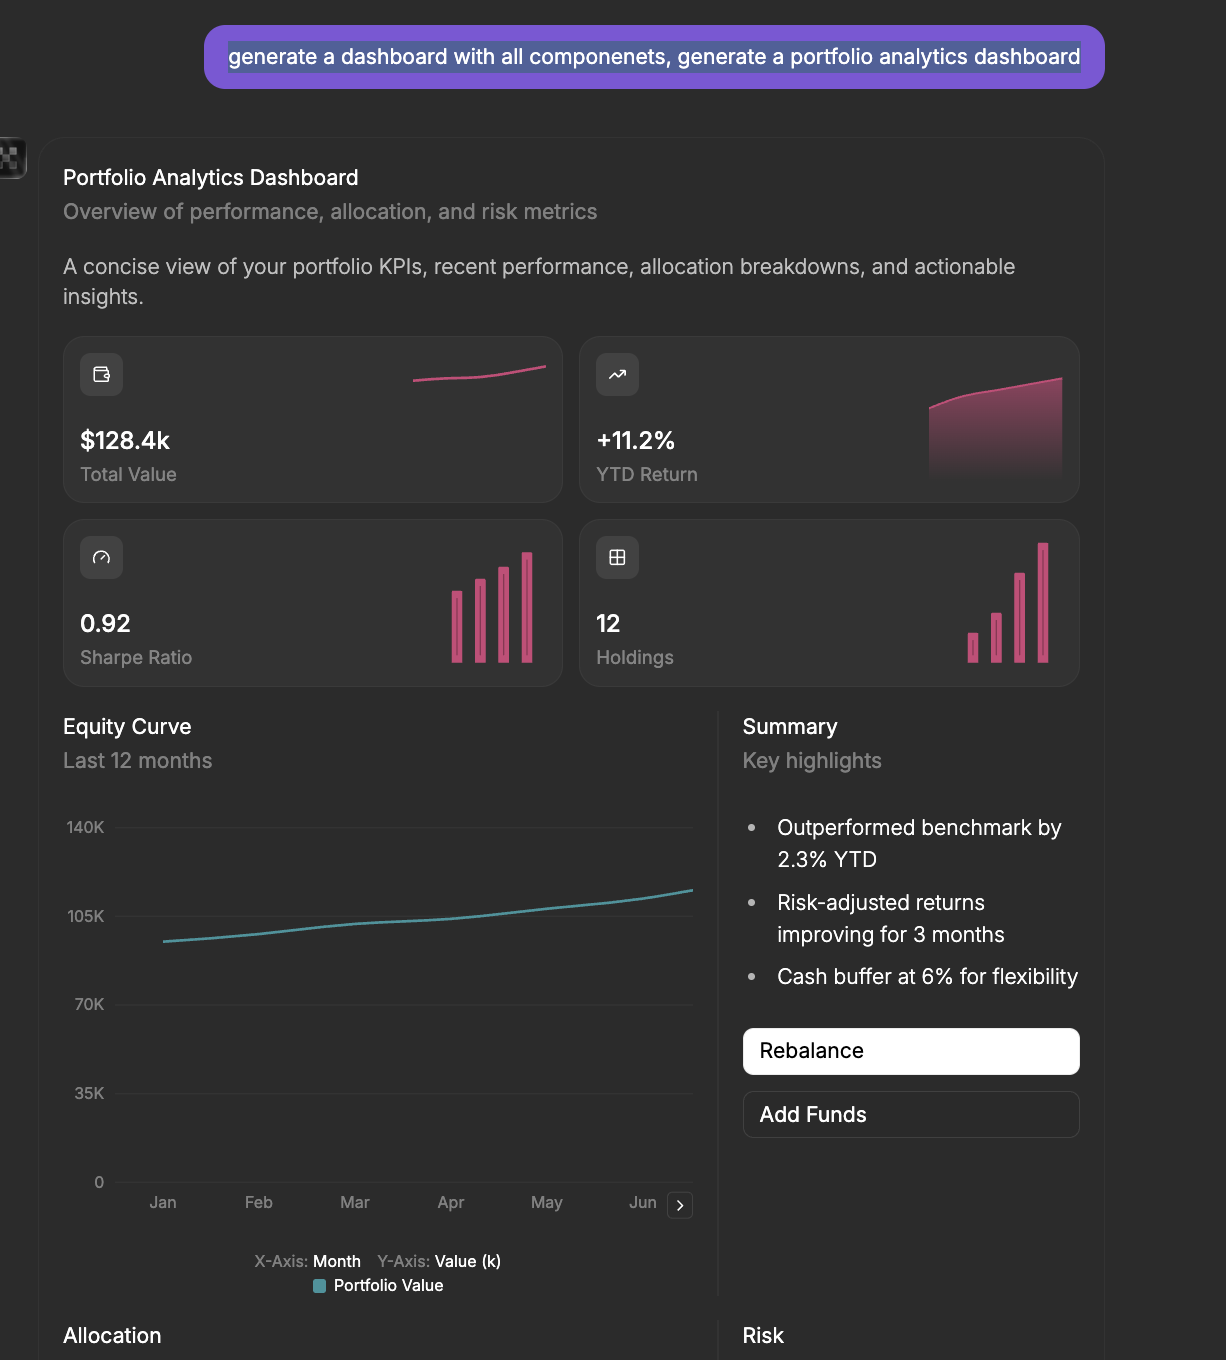 generate a dashboard with all componenets, generate a portfolio analytics dashboard
Portfolio Analytics Dashboard
Overview of performance, allocation, and risk metrics
A concise view of your portfolio KPIs, recent performance, allocation breakdowns, and actionable
insights.
$128.4k
Total Value
+11.2%
YTD Return
0.92
Sharpe Ratio
12
Holdings
Equity Curve
Last 12 months
140K
105K
70K
35K
0
Jan Feb Mar Apr May Jun
X-Axis: Month Y-Axis: Value (k)
Portfolio Value
Summary
Key highlights
• Outperformed benchmark by
2.3% YTD
• Risk-adjusted returns
improving for 3 months
• Cash buffer at 6% for flexibility
Rebalance
Add Funds
Allocation
Risk